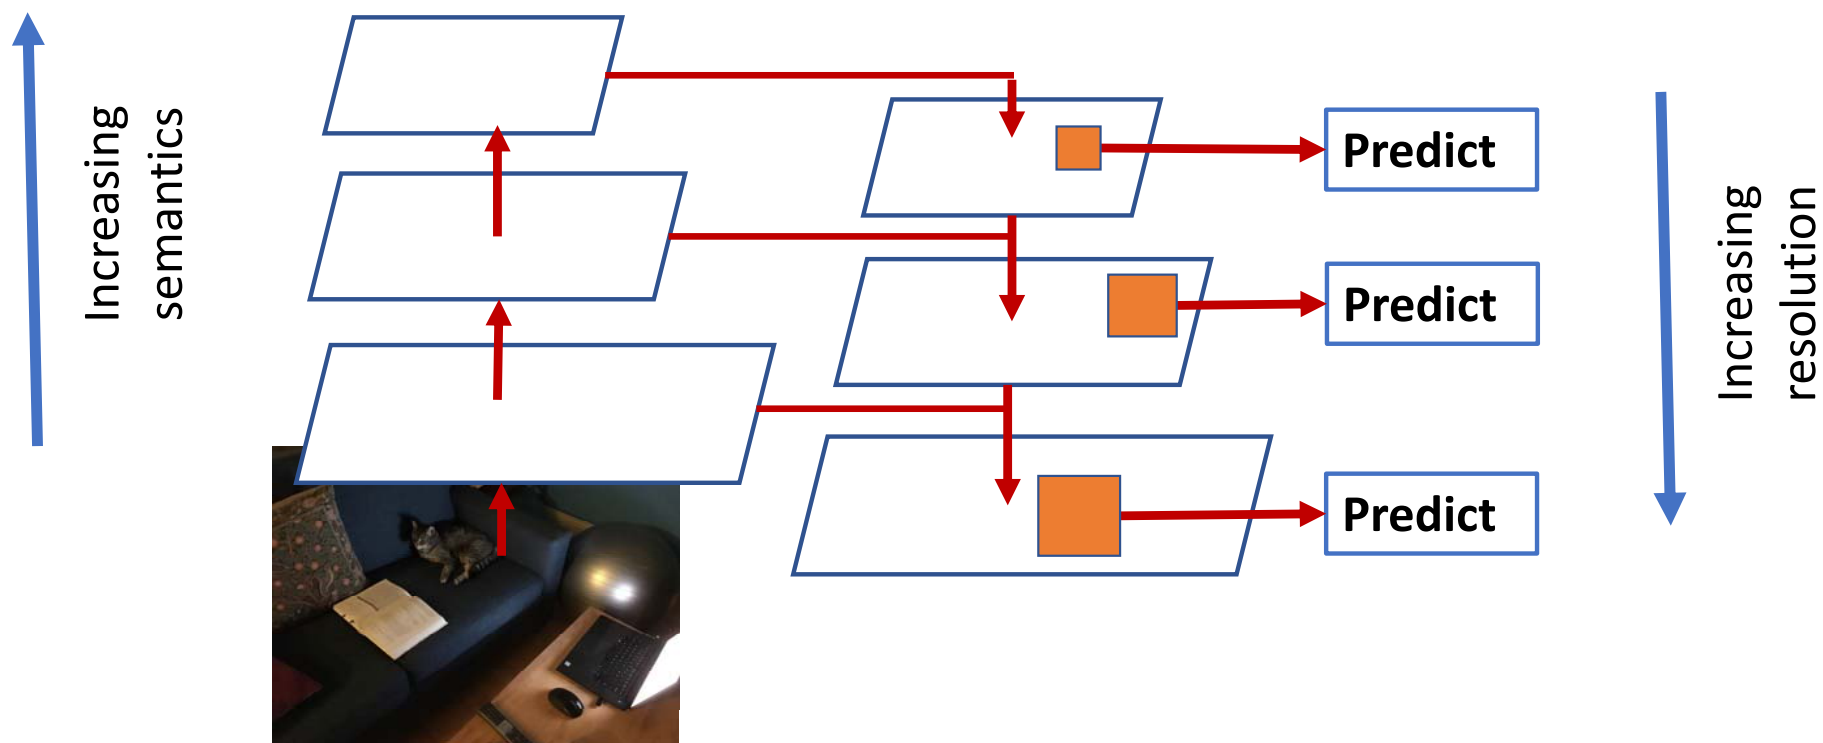 Increasing
semantics
Predict
Predict
Predict
Increasing
resolution